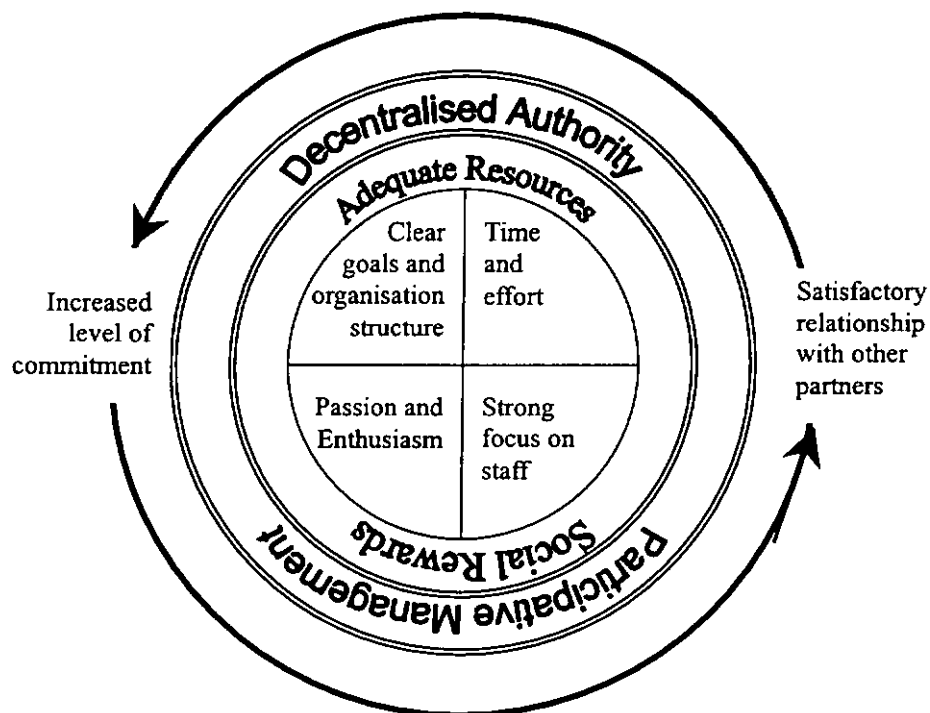 Decentralised Authority
Adequate Resources
Clear
goals and
organisation
structure
Time
and
effort
Increased
level of
commitment
Satisfactory
relationship
with other
partners
Passion and
Enthusiasm
Strong
focus on
staff
Social Rewards
Participative Management